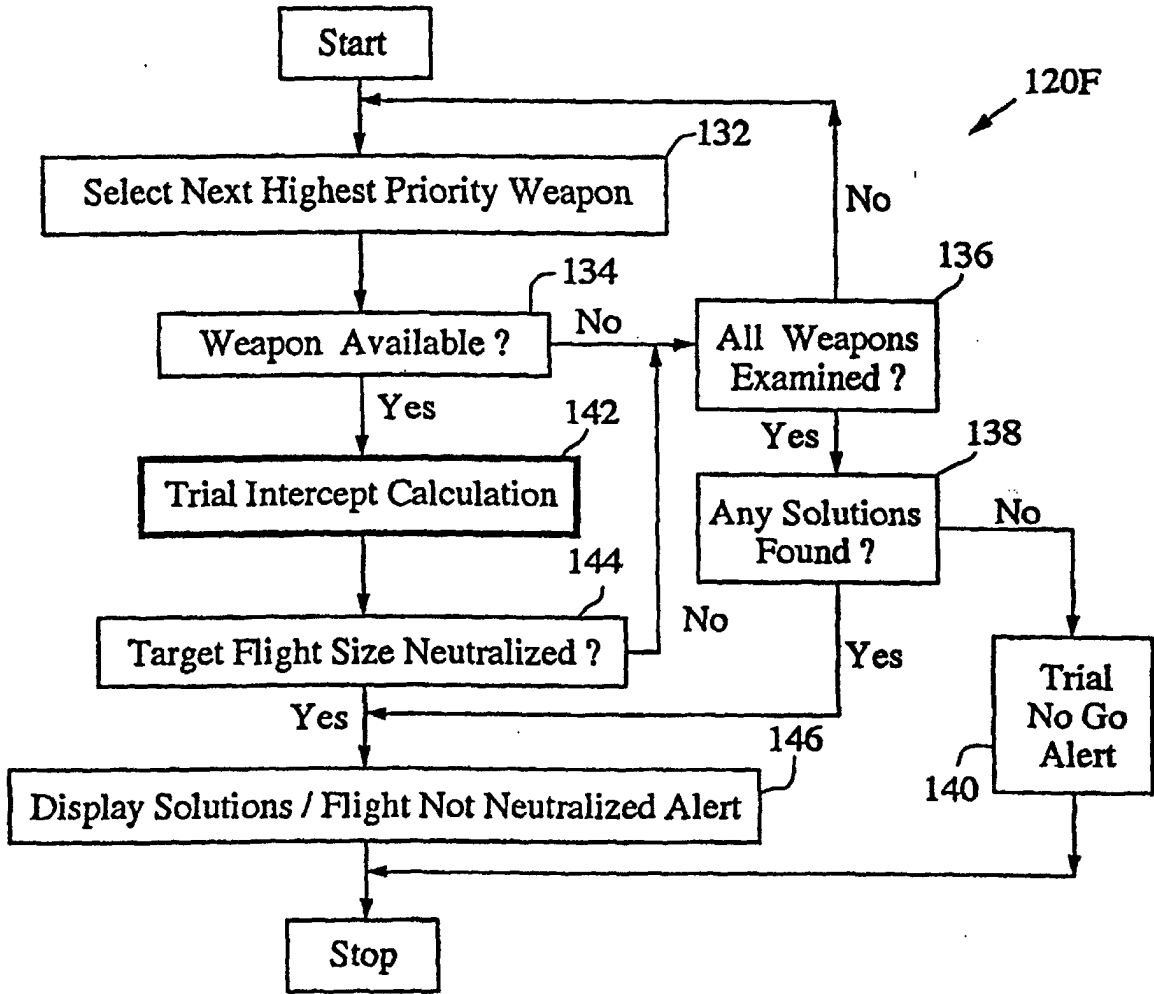 Start
120F
132
Select Next Highest Priority Weapon
No
134
136
Weapon Available ?
No
All Weapons
Examined ?
Yes
142
Yes
138
Trial Intercept Calculation
Any Solutions
Found ?
No
144
No
Target Flight Size Neutralized ?
Yes
Trial
No Go
Alert
140
Yes
146
Display Solutions / Flight Not Neutralized Alert
Stop